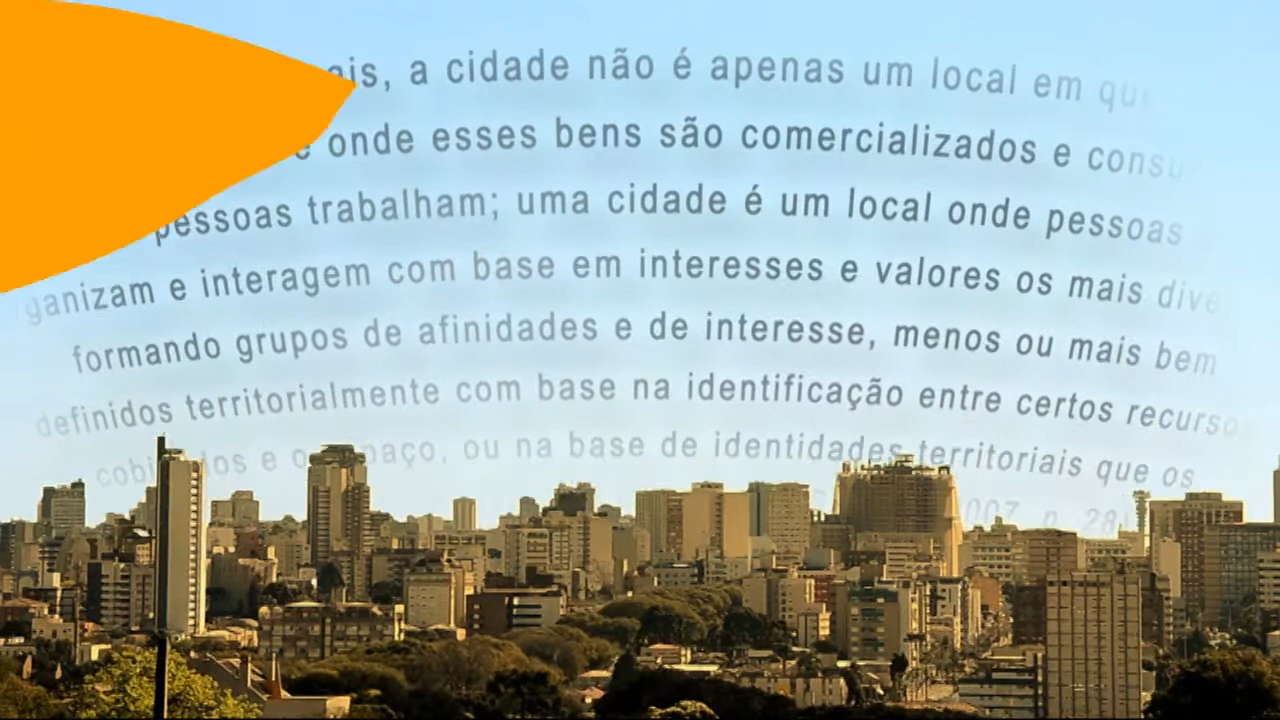 a cidade não é apenas um local em
onde esses bens são comercializados e
pessoas trabalham; uma cidade é um local onde pessoas
e interagem com base em interesses e valores os mais
formando grupos de afinidades e de interesse, menos ou mais bem
definidos territorialmente com base na identificação entre certos recursos
ou na base de identidades territoriais que os